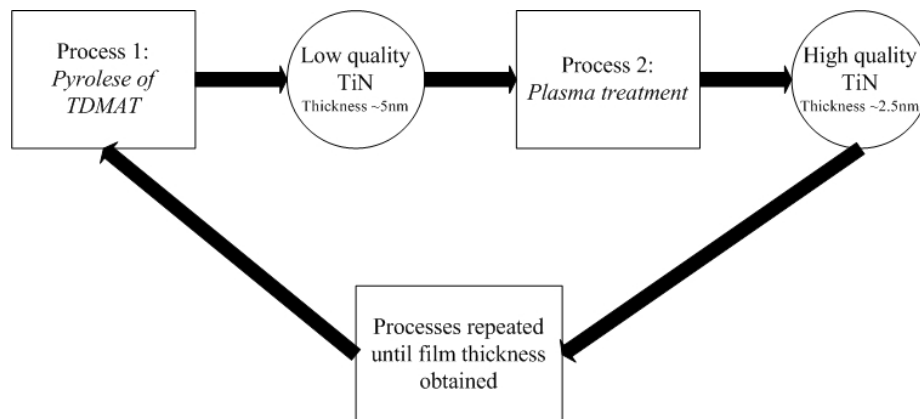 Process 1:
Pyrolese of
TDMAT
Low quality
TiN
Thickness ~5nm
Process 2:
Plasma treatment
High quality
TiN
Thickness ~2.5nm
Processes repeated
until film thickness
obtained